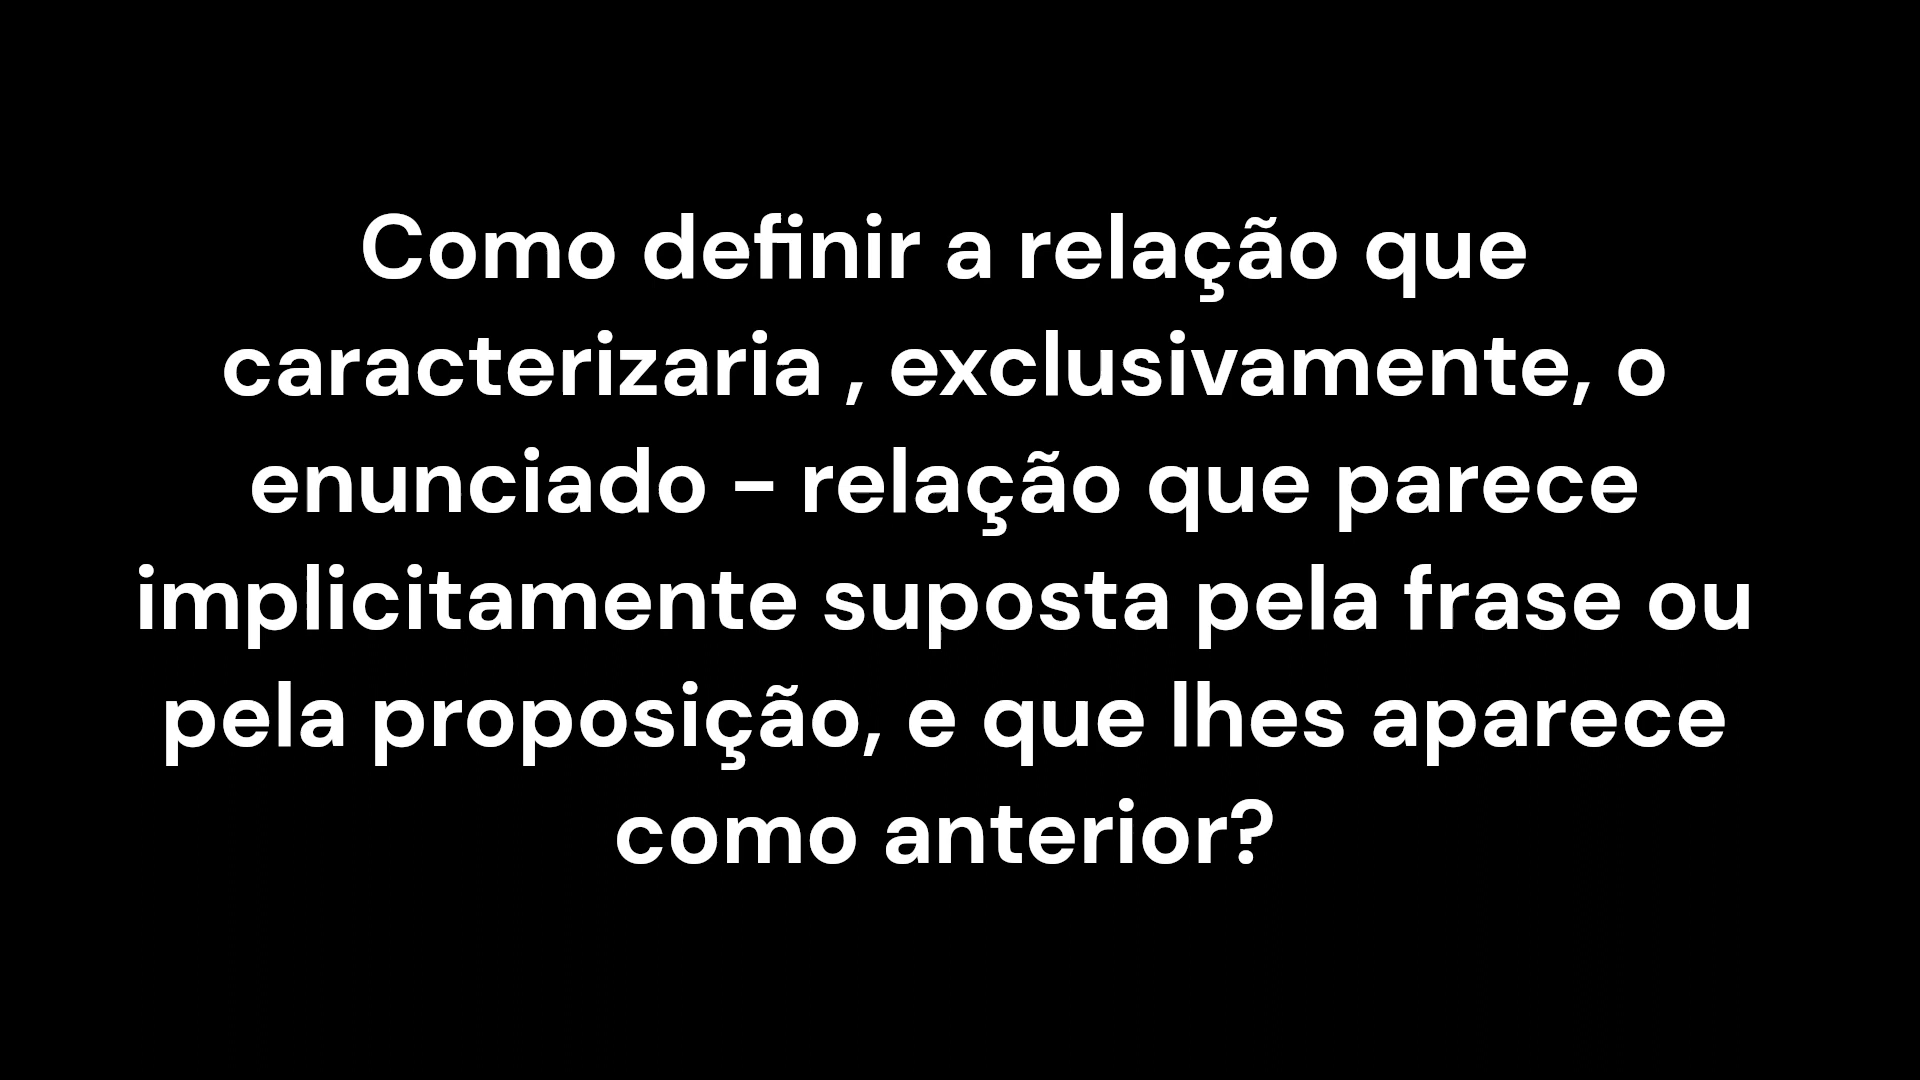 Como definir a relação que
caracterizaria , exclusivamente, o
enunciado - relação que parece
implicitamente suposta pela frase ou
pela proposição, e que lhes aparece
como anterior?